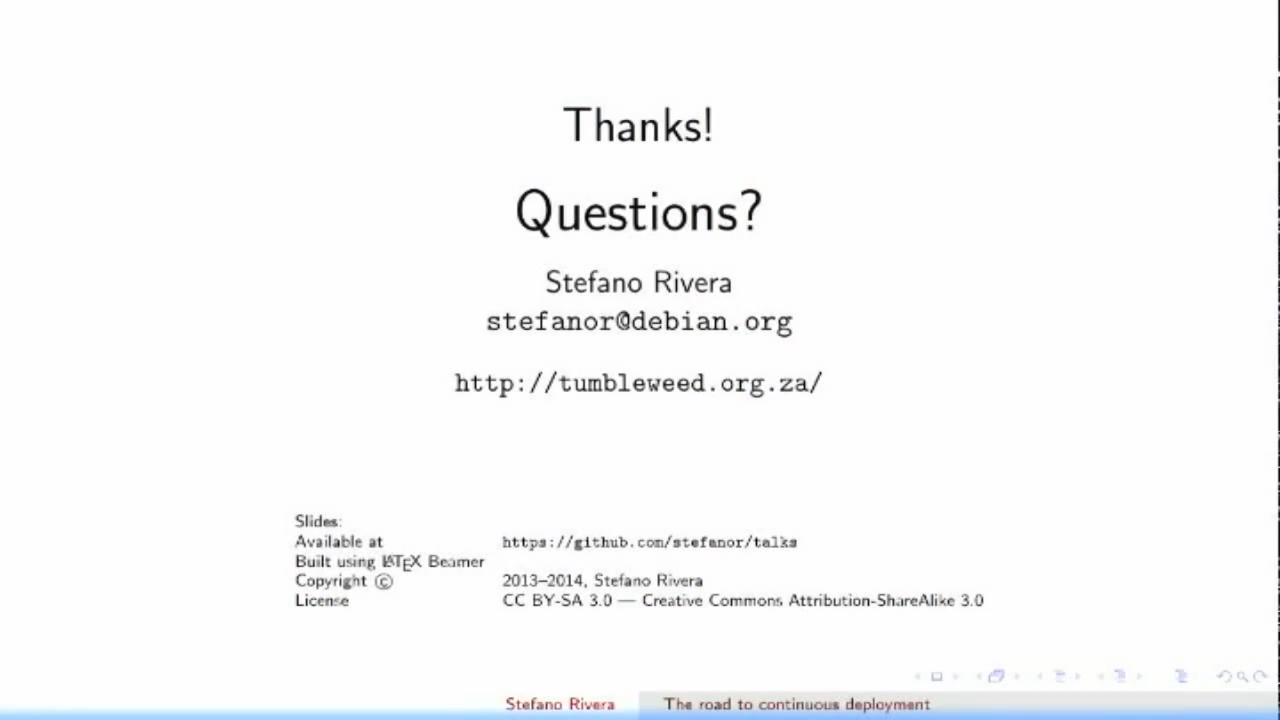 Thanks!
Questions?
Stefano Rivera
stefanor@debian.org
http://tumbleweed.org.za/
Slides:
Available at https://github.com/stefanor/talks
Built using LATEX Beamer
Copyright © 2013–2014, Stefano Rivera
License CC BY-SA 3.0 — Creative Commons Attribution-ShareAlike 3.0
Stefano Rivera The road to continuous deployment